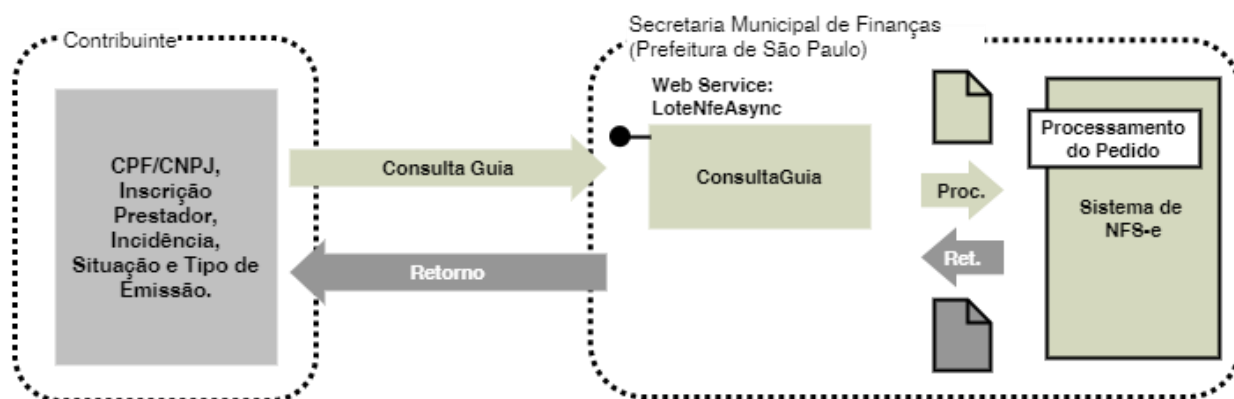 Contribuinte
CPF/CNPJ,
Inscrição
Prestador,
Incidência,
Situação e Tipo de
Emissão.
Consulta Guia
Retorno
Secretaria Municipal de Finanças
(Prefeitura de São Paulo)
Web Service:
LoteNfeAsync
ConsultaGuia
Proc.
Ret.
Processamento
do Pedido
Sistema de
NFS-e